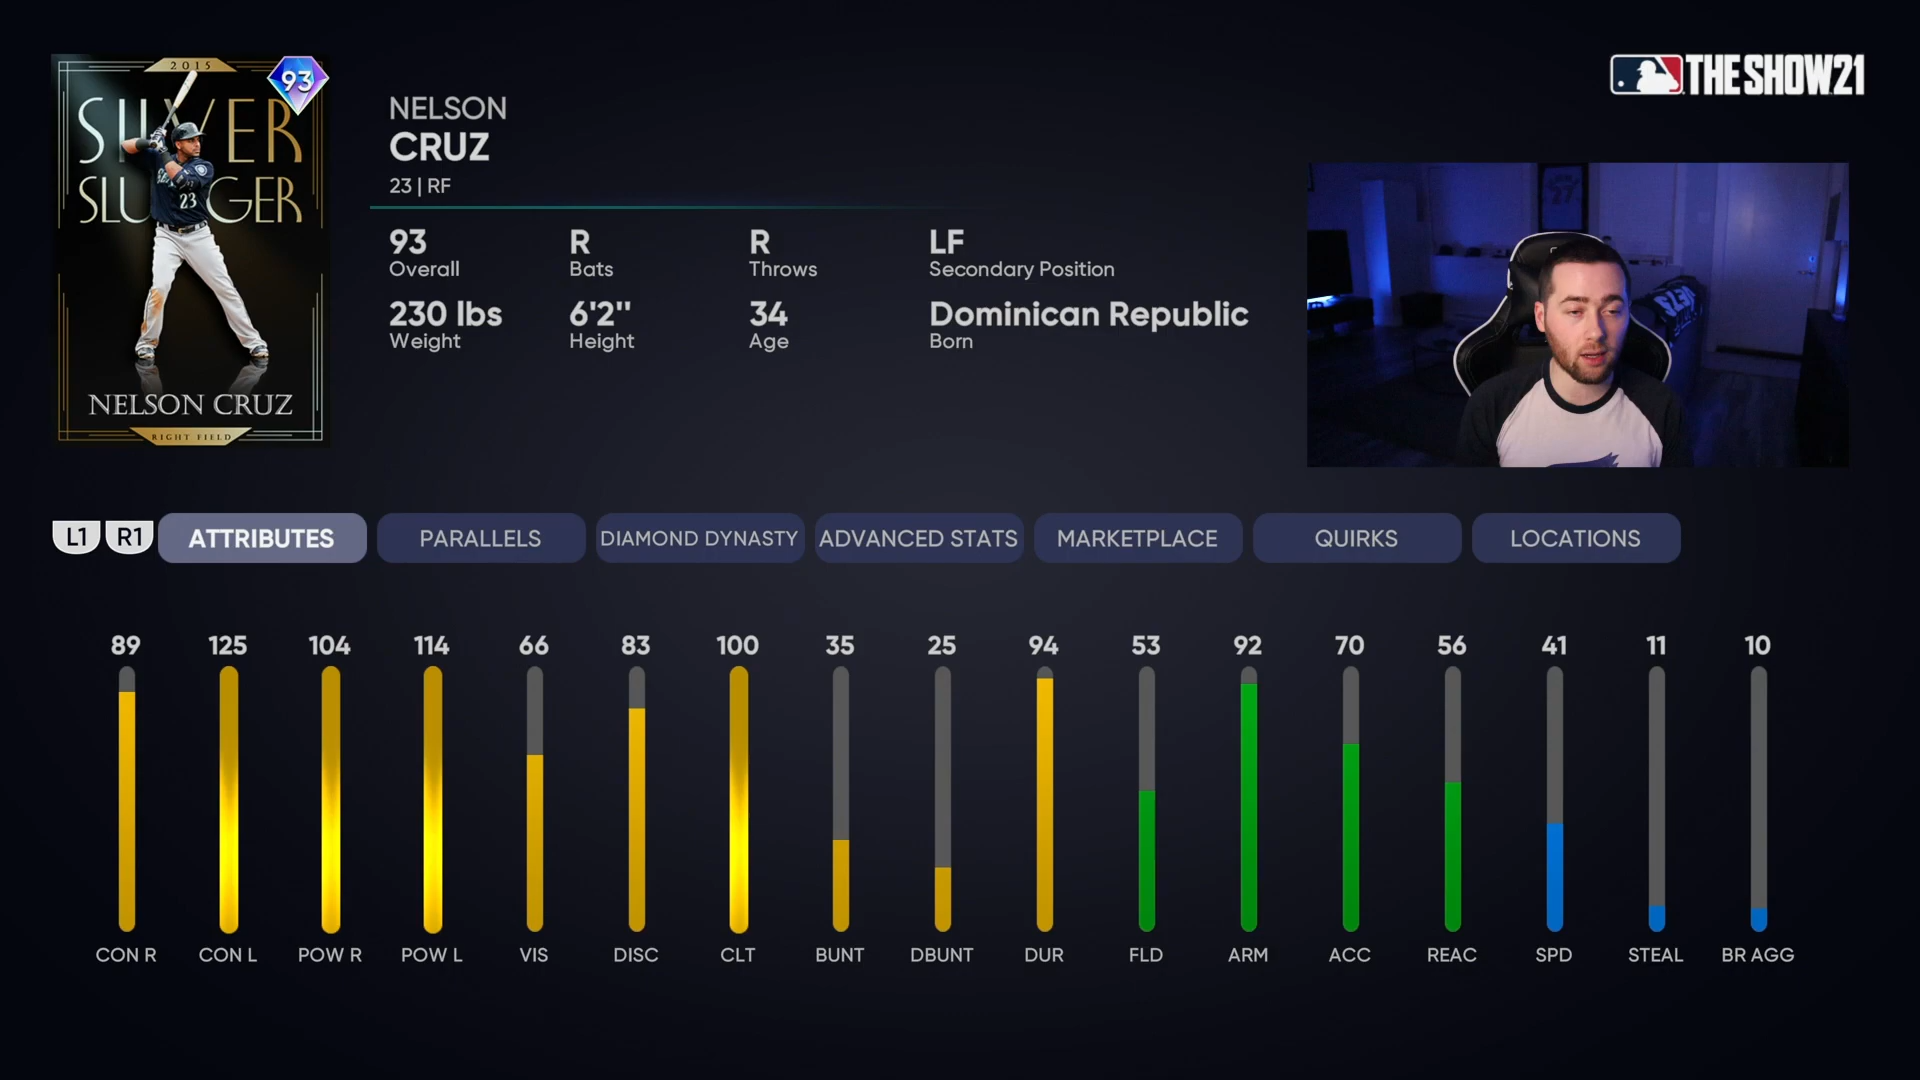 2015
93
SILVER
SLUGGER
23
NELSON CRUZ
RIGHT FIELD
NELSON
CRUZ
23 | RF
93
Overall
R
Bats
R
Throws
LF
Secondary Position
230 lbs
Weight
6'2"
Height
34
Age
Dominican Republic
Born
THE SHOW21
L1 R1 ATTRIBUTES PARALLELS DIAMOND DYNASTY ADVANCED STATS MARKETPLACE QUIRKS LOCATIONS
89 125 104 114 66 83 100 35 25 94 53 92 70 56 41 11 10
CON R CON L POW R POW L VIS DISC CLT BUNT DBUNT DUR FLD ARM ACC REAC SPD STEAL BR AGG